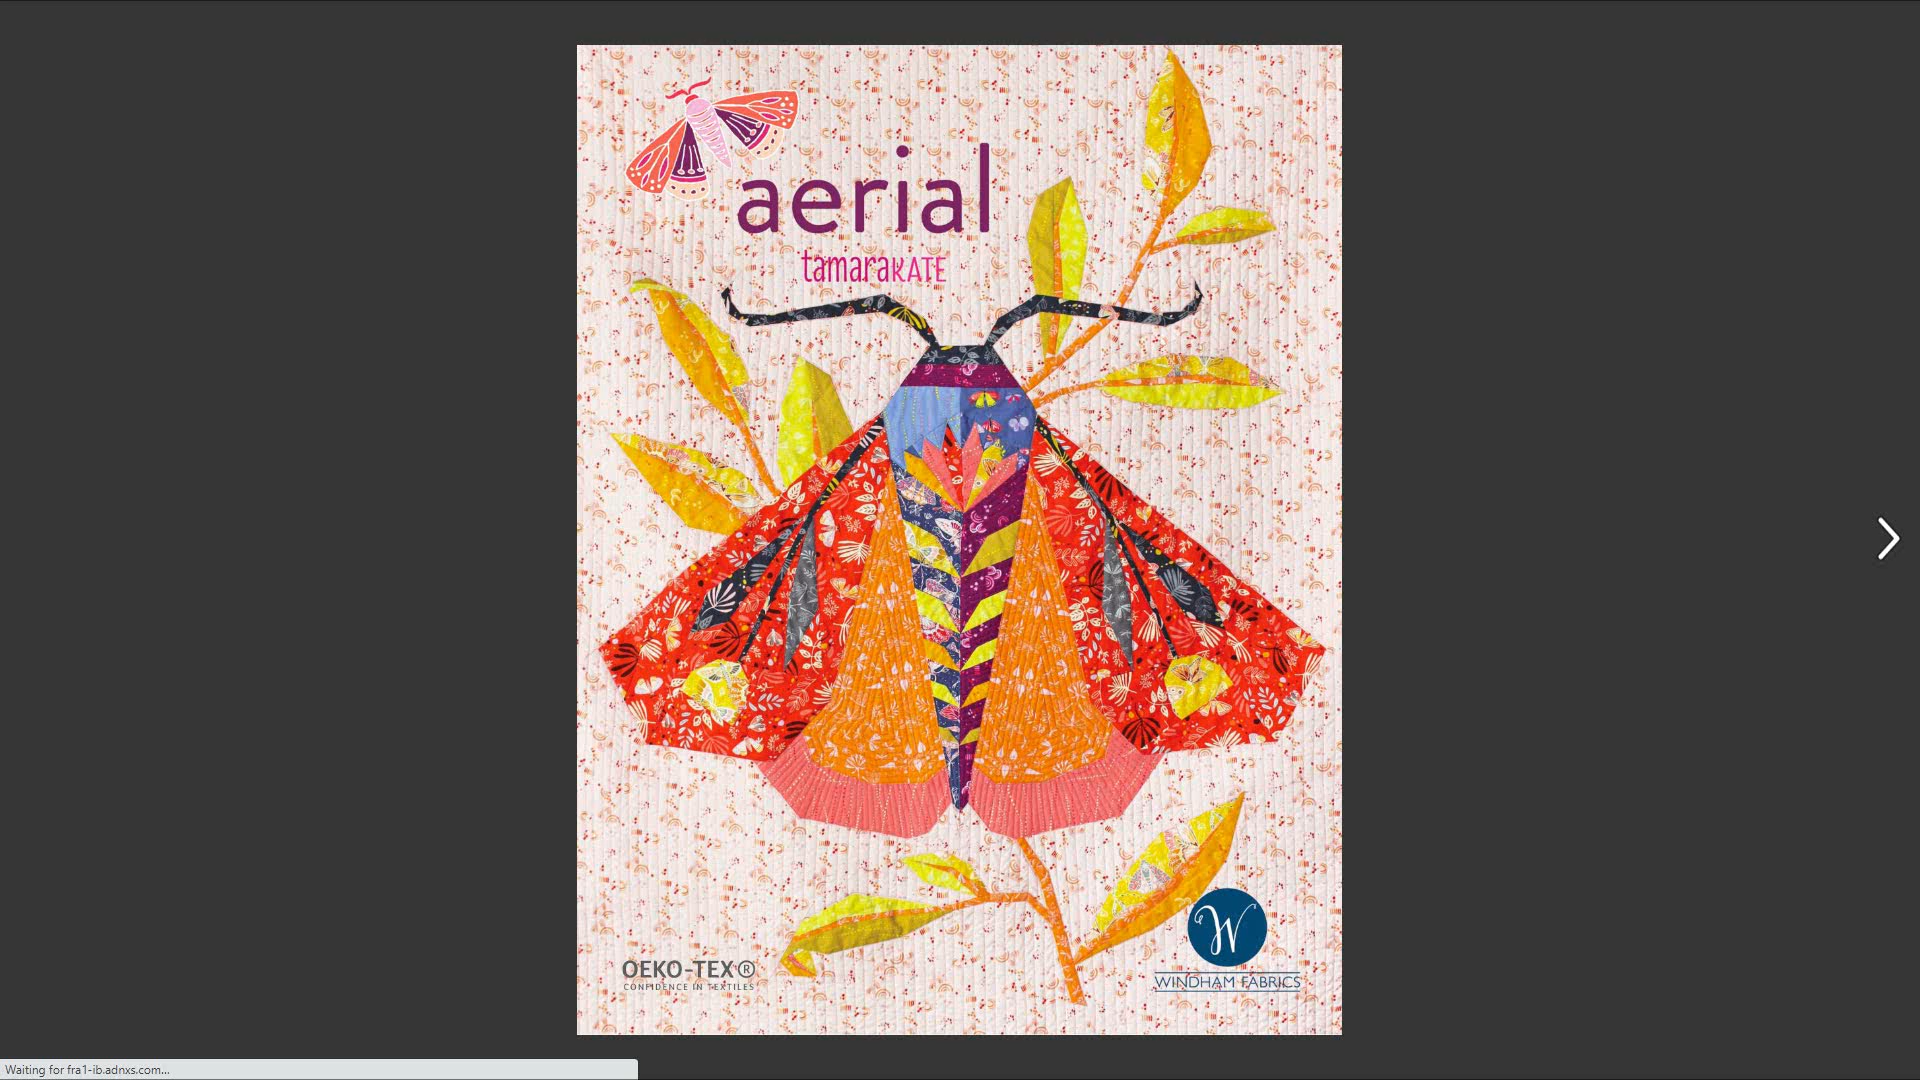 aerial
tamaraKATE
OEKO-TEX®
CONFIDENCE IN TEXTILES
W
WINDHAM FABRICS
Waiting for fra1-ib.adnxs.com...